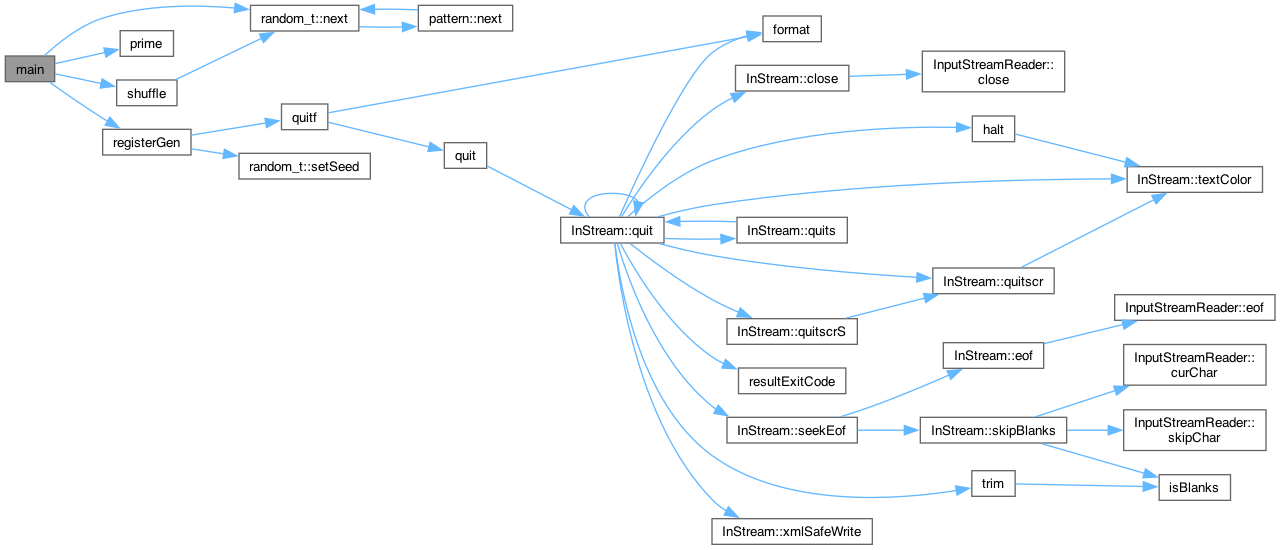 main
random_t::next
pattern::next
prime
shuffle
registerGen
quitf
random_t::setSeed
quit
format
InStream::close
InputStreamReader::
close
halt
InStream::textColor
InStream::quit
InStream::quits
InStream::quitscr
InStream::quitscrS
resultExitCode
InStream::seekEof
InStream::eof
InputStreamReader::eof
InStream::skipBlanks
InputStreamReader::
curChar
InputStreamReader::
skipChar
isBlanks
trim
InStream::xmlSafeWrite